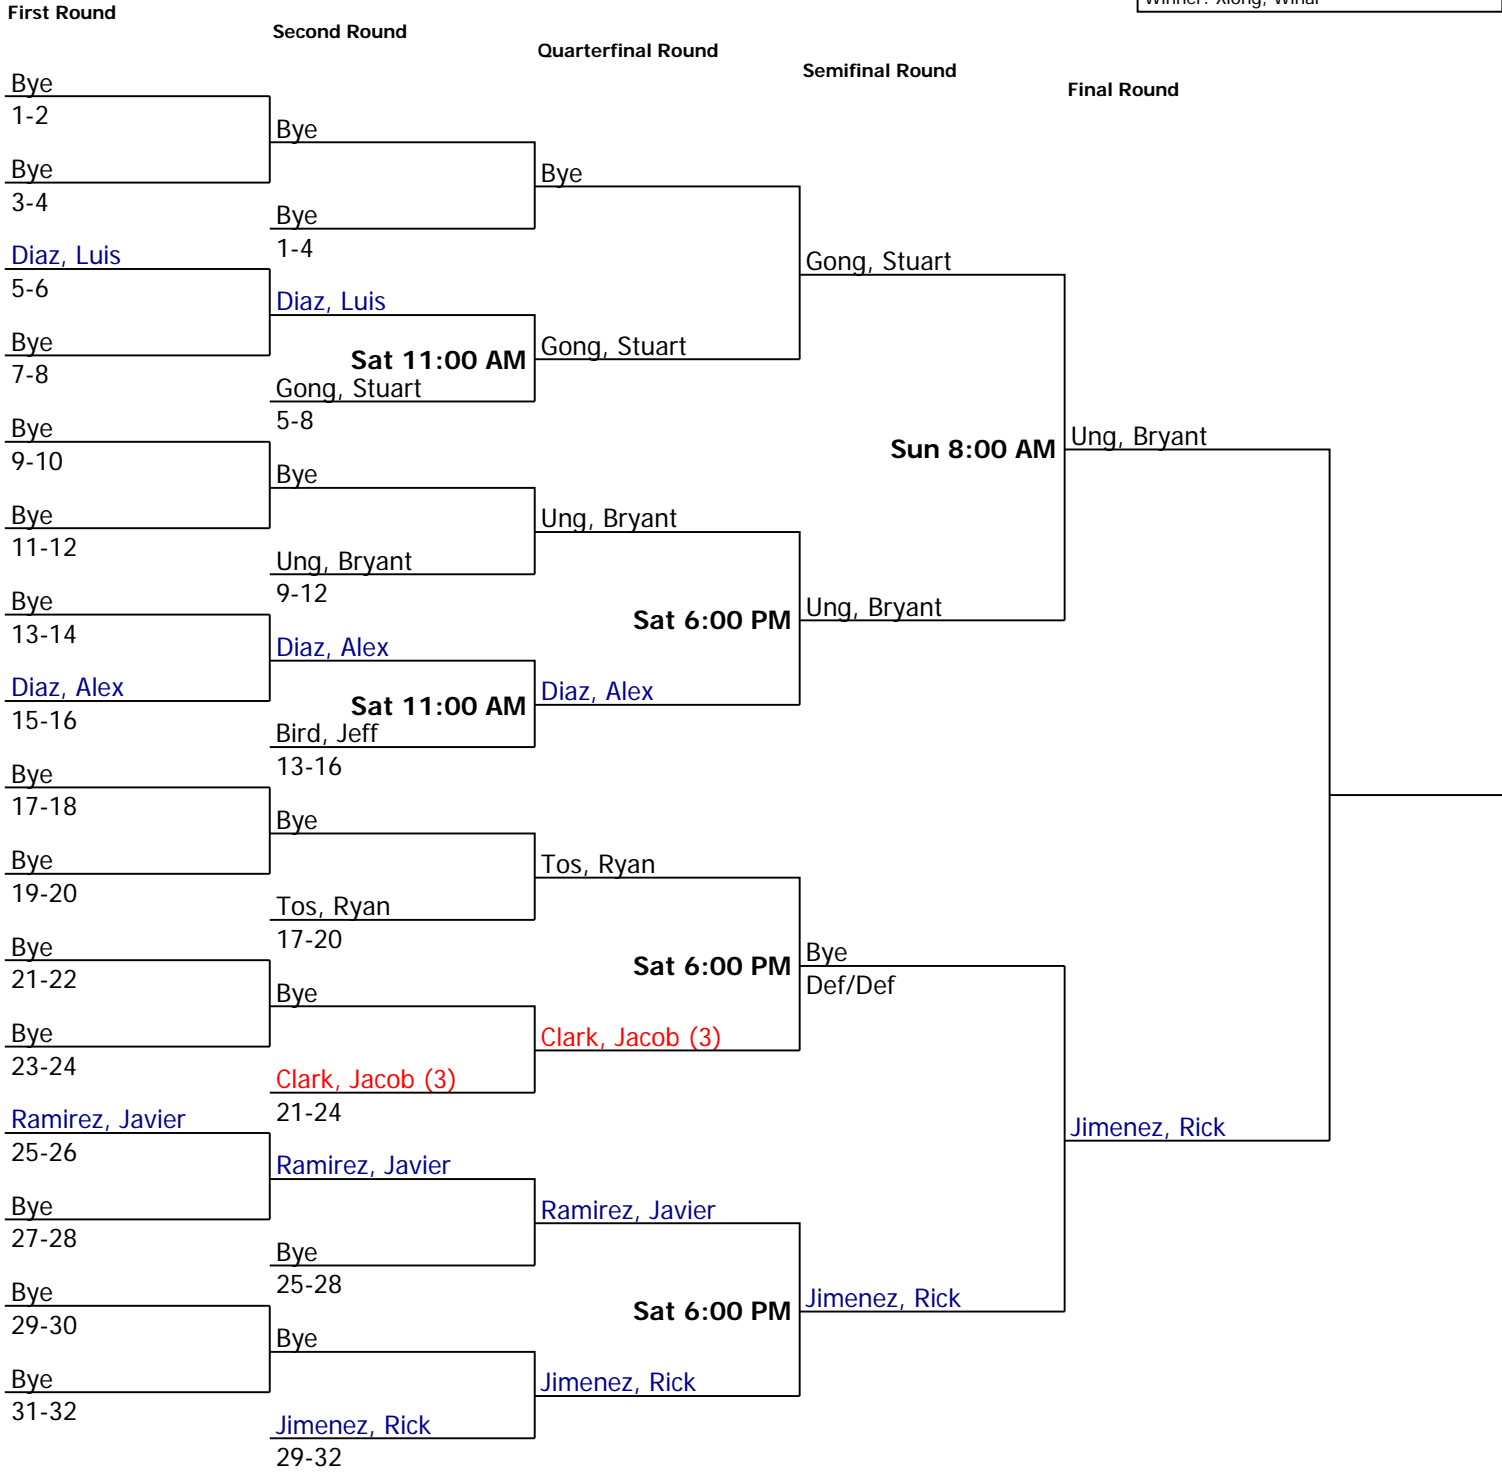 Winner: Xiong, Winai
First Round
Second Round
Quarterfinal Round
Semifinal Round
Final Round
Bye
1-2
Bye
3-4
Diaz, Luis
5-6
Bye
7-8
Bye
9-10
Bye
11-12
Bye
13-14
Diaz, Alex
15-16
Bye
17-18
Bye
19-20
Bye
21-22
Bye
23-24
Ramirez, Javier
25-26
Bye
27-28
Bye
29-30
Bye
31-32
Bye
Bye
1-4
Diaz, Luis
Sat 11:00 AM
Gong, Stuart
5-8
Bye
Ung, Bryant
9-12
Diaz, Alex
Sat 11:00 AM
Bird, Jeff
13-16
Bye
Tos, Ryan
17-20
Bye
Clark, Jacob (3)
21-24
Ramirez, Javier
Bye
25-28
Bye
Jimenez, Rick
29-32
Bye
Gong, Stuart
Ung, Bryant
Sat 6:00 PM
Diaz, Alex
Tos, Ryan
Sat 6:00 PM
Clark, Jacob (3)
Ramirez, Javier
Sat 6:00 PM
Jimenez, Rick
Gong, Stuart
Sun 8:00 AM
Ung, Bryant
Bye
Def/Def
Jimenez, Rick
Ung, Bryant
Jimenez, Rick